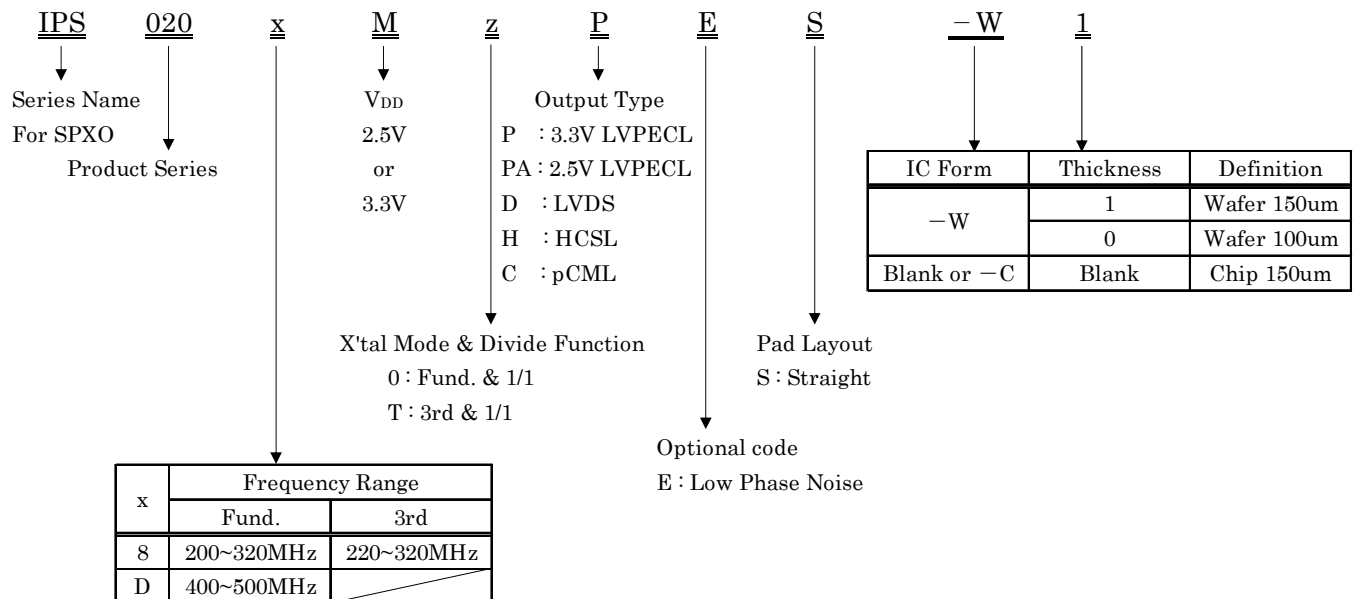 IPS 020 x M z P E S －W 1
Series Name
For SPXO
Product Series
VDD
2.5V
or
3.3V
Output Type
P : 3.3V LVPECL
PA : 2.5V LVPECL
D : LVDS
H : HCSL
C : pCML
IC Form Thickness Definition
－W 1 Wafer 150um
0 Wafer 100um
Blank or －C Blank Chip 150um
X'tal Mode & Divide Function
0 : Fund. & 1/1
T : 3rd & 1/1
Pad Layout
S : Straight
Optional code
E : Low Phase Noise
x Frequency Range
Fund. 3rd
8 200~320MHz 220~320MHz
D 400~500MHz